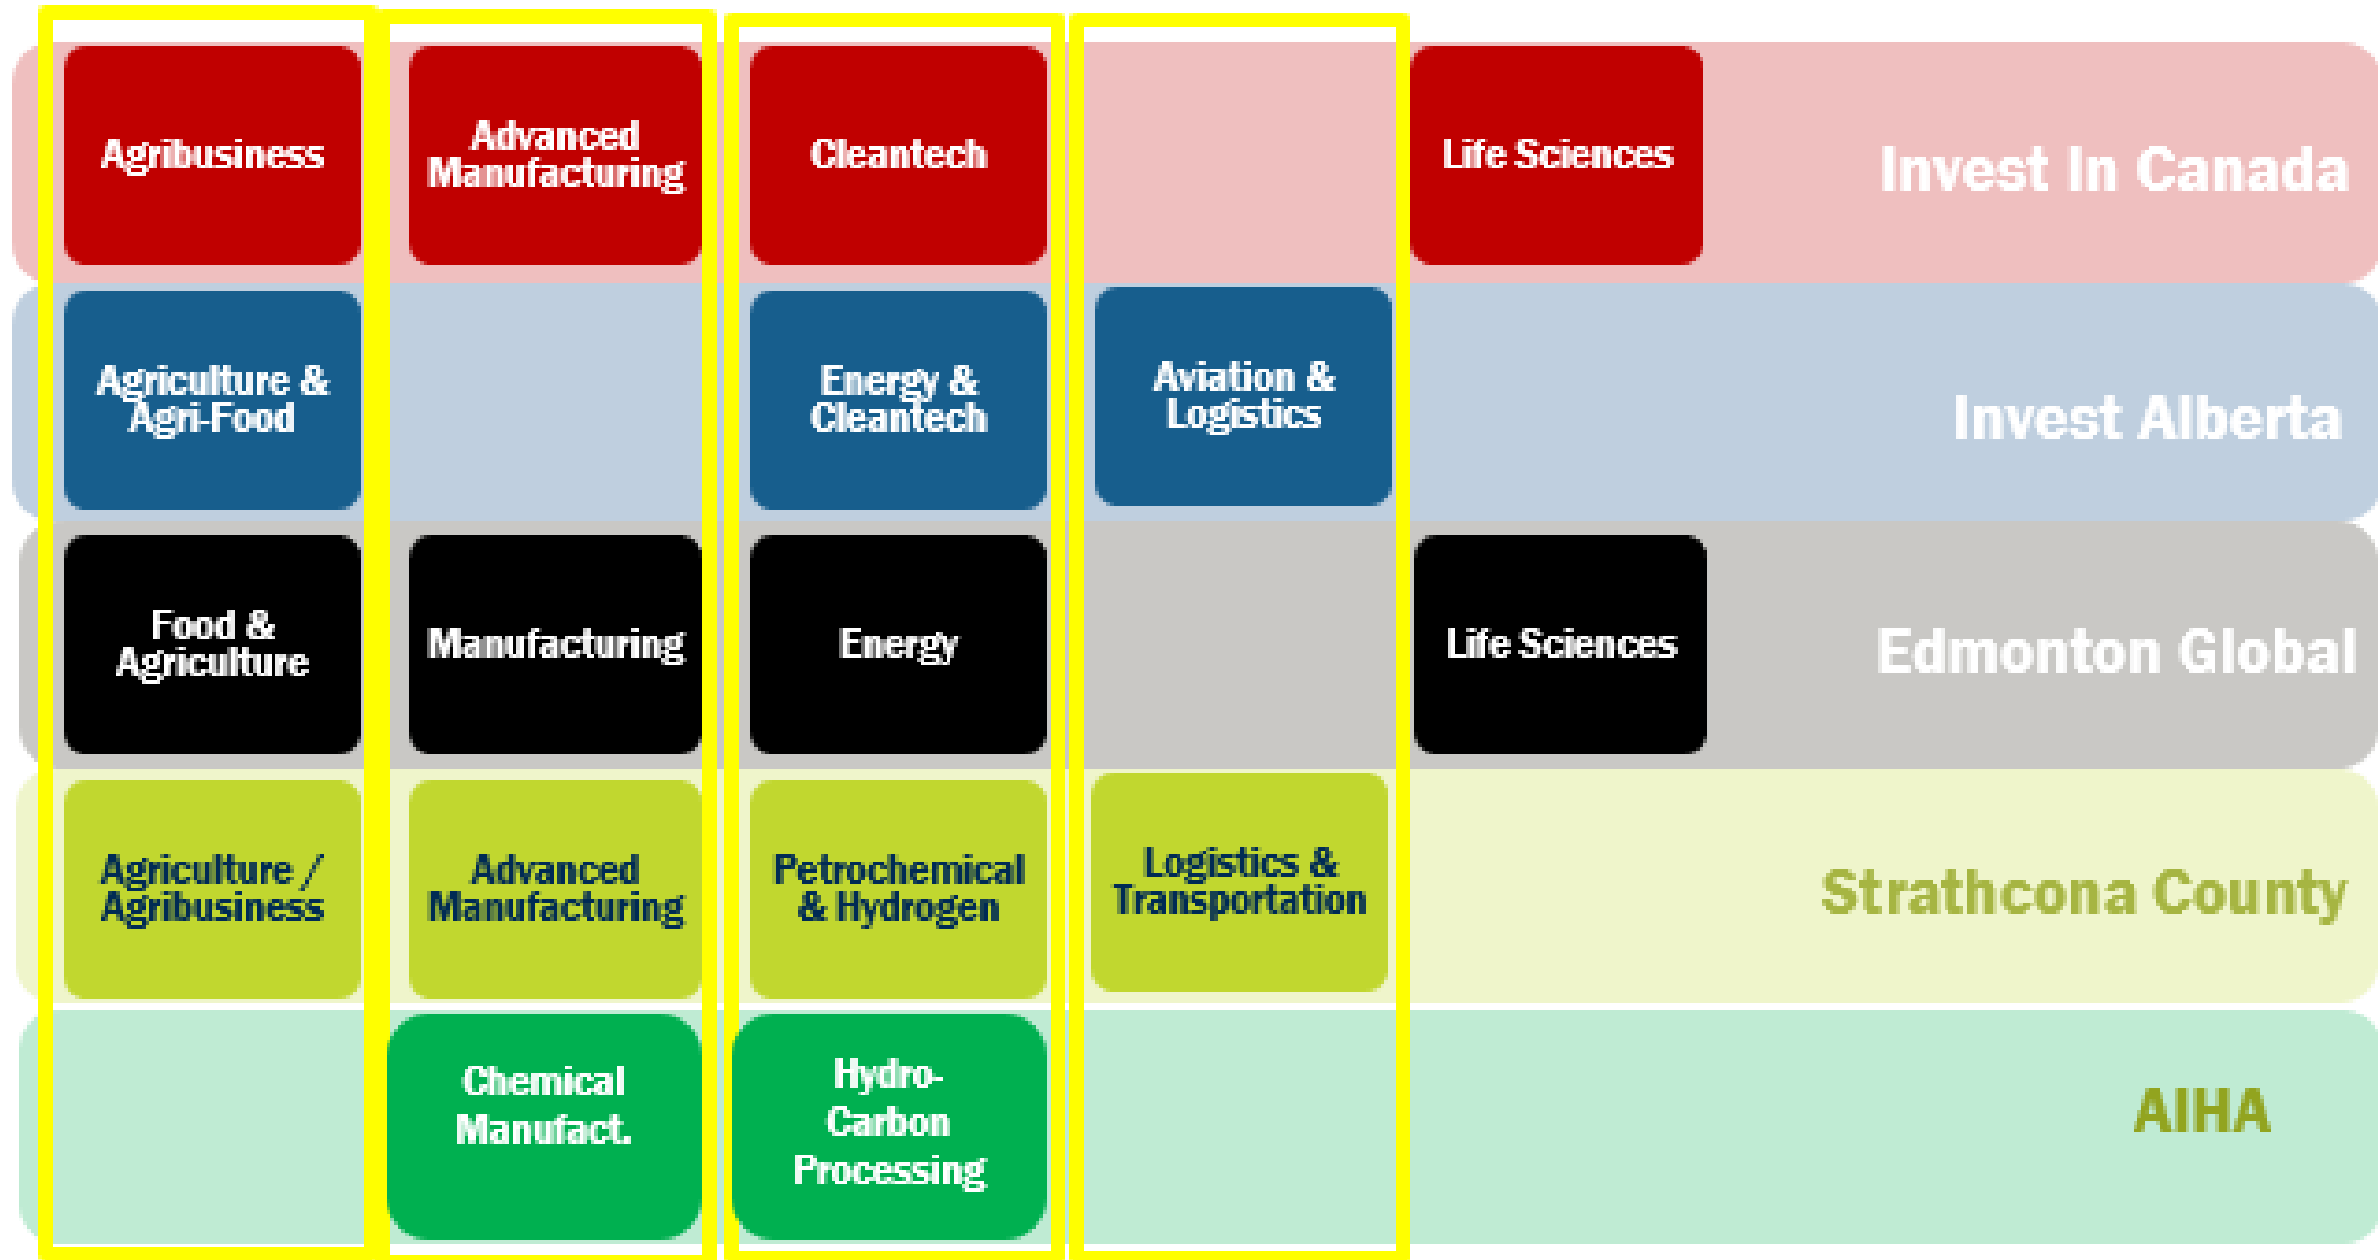 Agribusiness
Advanced
Manufacturing
Cleantech
Life Sciences
Invest In Canada
Agriculture &
Agri-Food
Energy &
Cleantech
Aviation &
Logistics
Invest Alberta
Food &
Agriculture
Manufacturing
Energy
Life Sciences
Edmonton Global
Agriculture /
Agribusiness
Advanced
Manufacturing
Petrochemical
& Hydrogen
Logistics &
Transportation
Strathcona County
Chemical
Manufact.
Hydro-
Carbon
Processing
AIHA